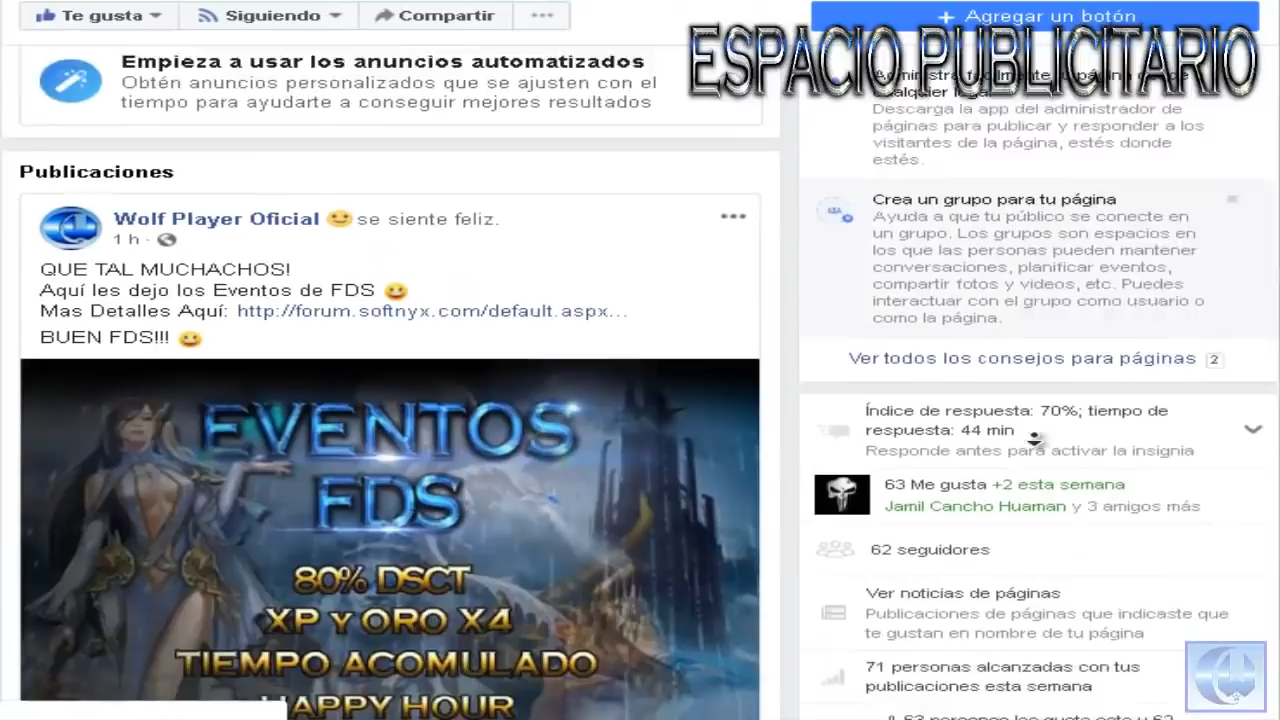 Te gusta
Siguiendo
Compartir
+ Agregar un botón
ESPACIO PUBLICITARIO
Empieza a usar los anuncios automatizados
Obtén anuncios personalizados que se ajusten con el
tiempo para ayudarte a conseguir mejores resultados
Publicaciones
Wolf Player Oficial se siente feliz.
1 h ·
QUE TAL MUCHACHOS!
Aquí les dejo los Eventos de FDS
Mas Detalles Aquí: http://forum.softnyx.com/default.aspx...
BUEN FDS!!!
EVENTOS
FDS
80% DSCT
XP Y ORO X4
TIEMPO ACOMULADO
HAPPY HOUR
Descarga la app del administrador de
páginas para publicar y responder a los
visitantes de la página, estés donde
estés.
Crea un grupo para tu página
Ayuda a que tu público se conecte en
un grupo. Los grupos son espacios en
los que las personas pueden mantener
conversaciones, planificar eventos,
compartir fotos y videos, etc. Puedes
interactuar con el grupo como usuario o
como la página.
Ver todos los consejos para páginas 2
Índice de respuesta: 70%; tiempo de
respuesta: 44 min
Responde antes para activar la insignia
63 Me gusta +2 esta semana
Jamil Cancho Huaman y 3 amigos más
62 seguidores
Ver noticias de páginas
Publicaciones de páginas que indicaste que
te gustan en nombre de tu página
71 personas alcanzadas con tus
publicaciones esta semana